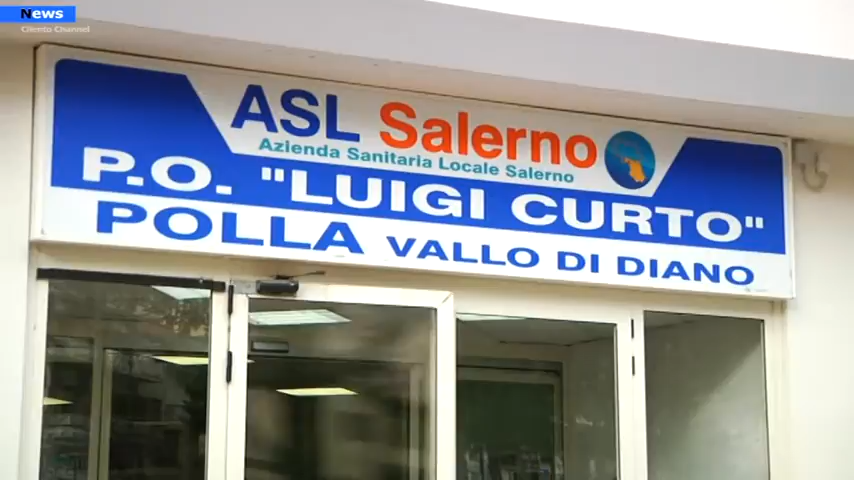 News
Cilento Channel
ASL Salerno
Azienda Sanitaria Locale Salerno
P.O. "LUIGI CURTO"
POLLA VALLO DI DIANO